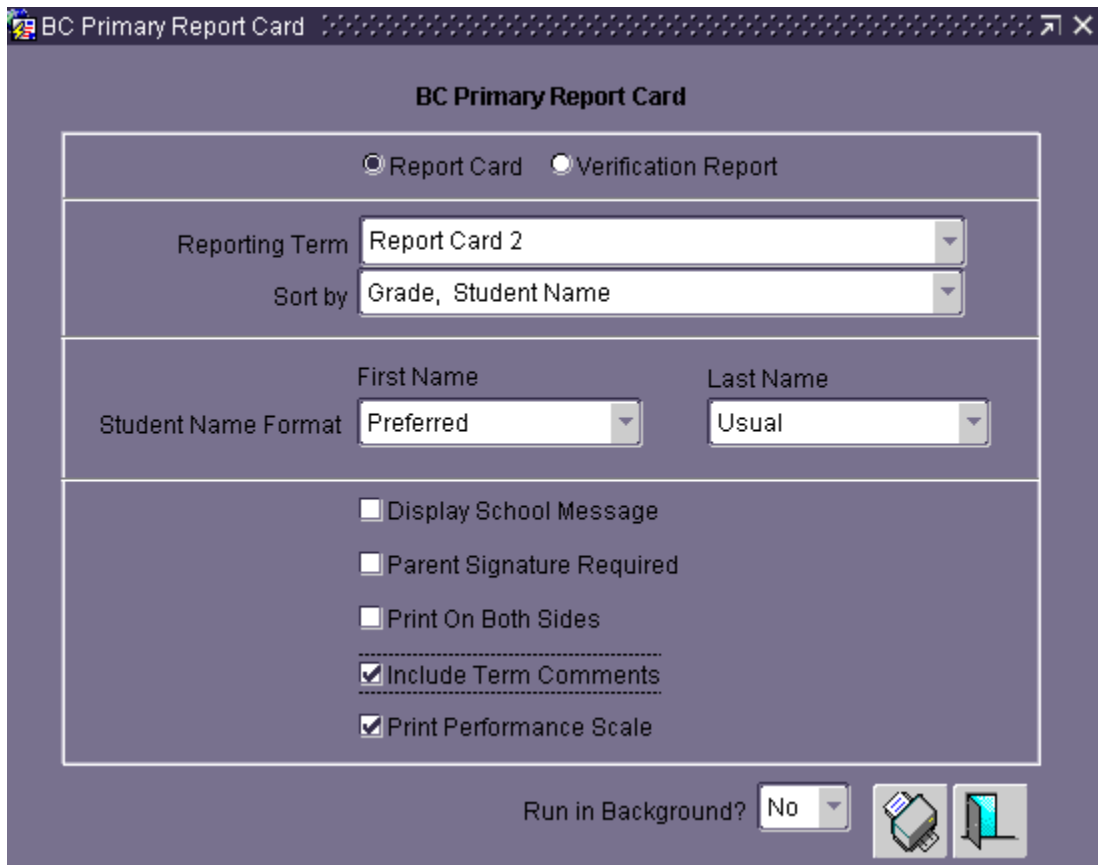 BC Primary Report Card
BC Primary Report Card
Report Card Verification Report
Reporting Term Report Card 2
Sort by Grade, Student Name
First Name Last Name
Student Name Format Preferred Usual
Display School Message
Parent Signature Required
Print On Both Sides
Include Term Comments
Print Performance Scale
Run in Background? No